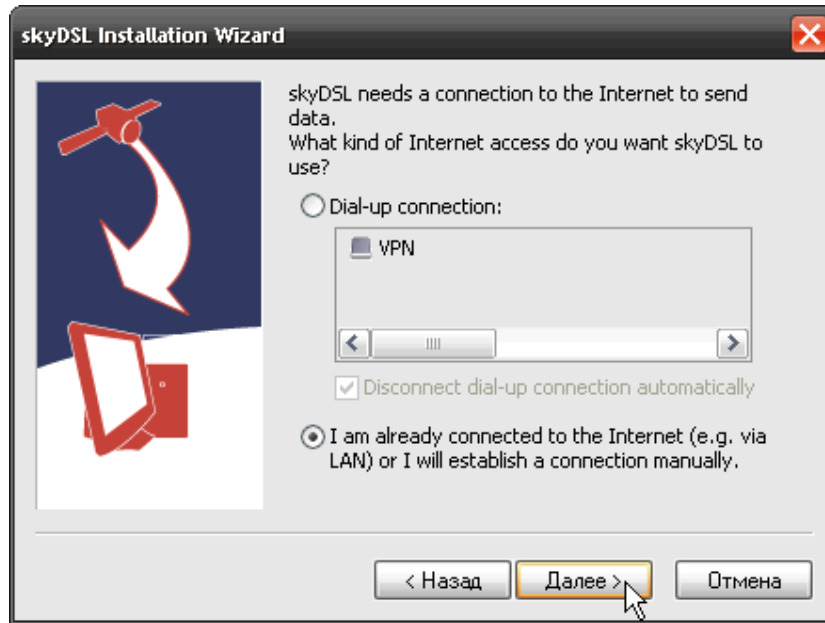 skyDSL Installation Wizard
skyDSL needs a connection to the Internet to send
data.
What kind of Internet access do you want skyDSL to
use?
Dial-up connection:
VPN
Disconnect dial-up connection automatically
I am already connected to the Internet (e.g. via
LAN) or I will establish a connection manually.
< Назад
Далее >
Отмена